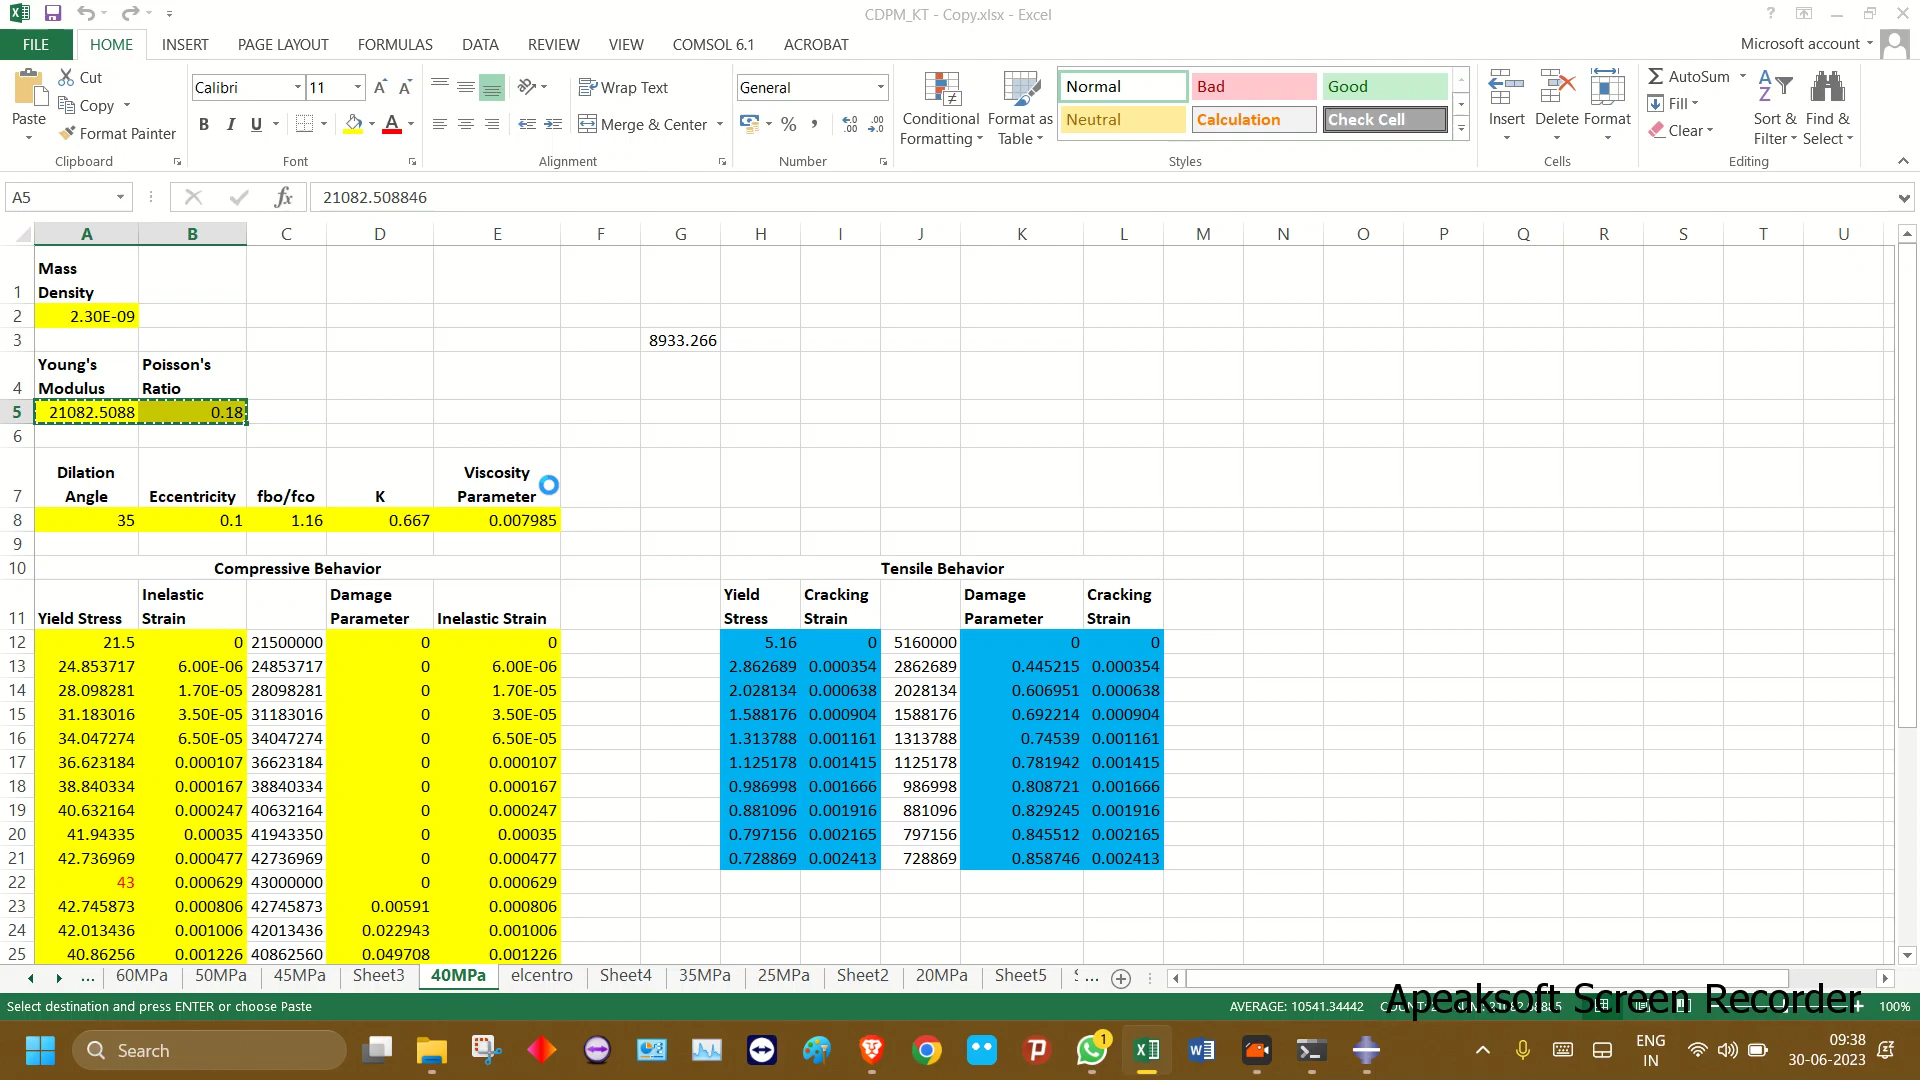 CDPM_KT - Copy.xlsx - Excel
FILE HOME INSERT PAGE LAYOUT FORMULAS DATA REVIEW VIEW COMSOL 6.1 ACROBAT Microsoft account
Paste Cut Copy Format Painter Clipboard
Calibri 11 B I U Font
Wrap Text Merge & Center Alignment
General % Number
Conditional Formatting Format as Table
Normal Bad Good
Neutral Calculation Check Cell
Styles
Insert Delete Format Cells
AutoSum Fill Clear Sort & Filter Find & Select Editing
A5 fx 21082.508846
A B C D E F G H I J K L M N O P Q R S T U
1 Mass Density
2 2.30E-09
3 8933.266
4 Young's Modulus Poisson's Ratio
5 21082.5088 0.18
6
7 Dilation Angle Eccentricity fbo/fco K Viscosity Parameter
8 35 0.1 1.16 0.667 0.007985
9
10 Compressive Behavior Tensile Behavior
11 Yield Stress Inelastic Strain Damage Parameter Inelastic Strain Yield Stress Cracking Strain Damage Parameter Cracking Strain
12 21.5 0 21500000 0 0 5.16 0 5160000 0 0
13 24.853717 6.00E-06 24853717 0 6.00E-06 2.862689 0.000354 2862689 0.445215 0.000354
14 28.098281 1.70E-05 28098281 0 1.70E-05 2.028134 0.000638 2028134 0.606951 0.000638
15 31.183016 3.50E-05 31183016 0 3.50E-05 1.588176 0.000904 1588176 0.692214 0.000904
16 34.047274 6.50E-05 34047274 0 6.50E-05 1.313788 0.001161 1313788 0.74539 0.001161
17 36.623184 0.000107 36623184 0 0.000107 1.125178 0.001415 1125178 0.781942 0.001415
18 38.840334 0.000167 38840334 0 0.000167 0.986998 0.001666 986998 0.808721 0.001666
19 40.632164 0.000247 40632164 0 0.000247 0.881096 0.001916 881096 0.829245 0.001916
20 41.94335 0.00035 41943350 0 0.00035 0.797156 0.002165 797156 0.845512 0.002165
21 42.736969 0.000477 42736969 0 0.000477 0.728869 0.002413 728869 0.858746 0.002413
22 43 0.000629 43000000 0 0.000629
23 42.745873 0.000806 42745873 0.00591 0.000806
24 42.013436 0.001006 42013436 0.022943 0.001006
25 40.86256 0.001226 40862560 0.049708 0.001226
... 60MPa 50MPa 45MPa Sheet3 40MPa elcentro Sheet4 35MPa 25MPa Sheet2 20MPa Sheet5 ...
Select destination and press ENTER or choose Paste AVERAGE: 10541.34442 100%
Apeaksoft Screen Recorder
Search 1 ENG IN 09:38 30-06-2023